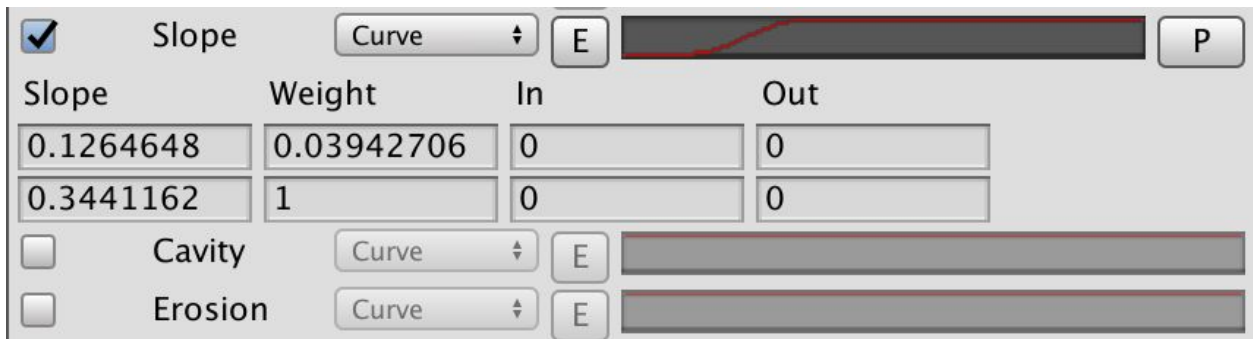 Slope Curve E P
Slope Weight In Out
0.1264648 0.03942706 0 0
0.3441162 1 0 0
Cavity Curve E
Erosion Curve E